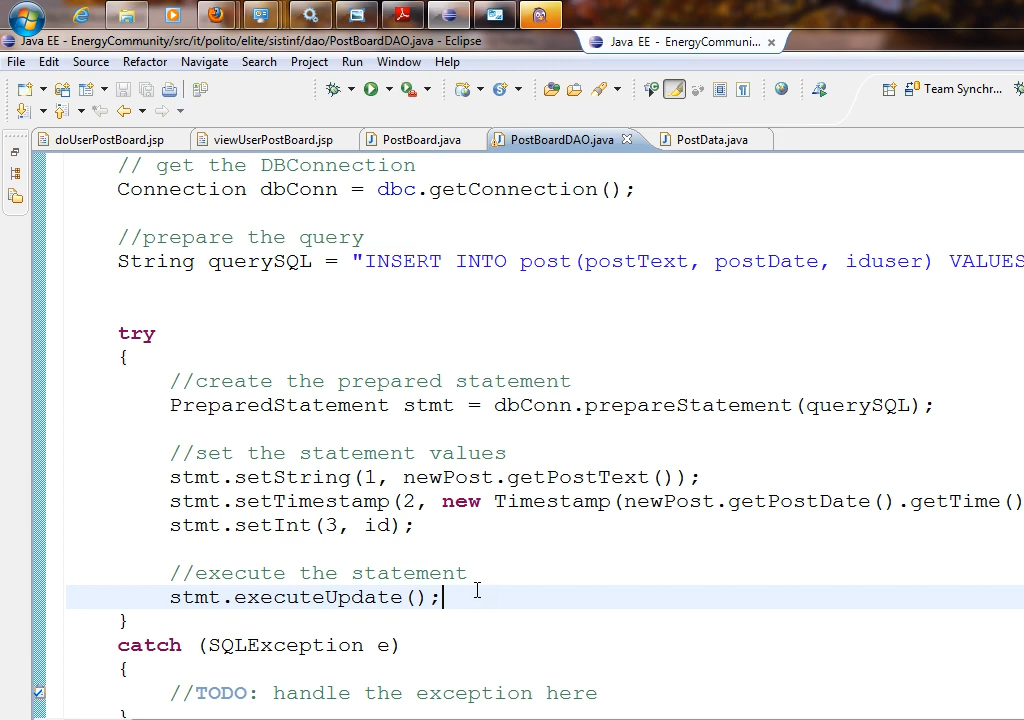 Java EE - EnergyCommunity/src/it/polito/elite/sistinf/dao/PostBoardDAO.java - Eclipse
Java EE - EnergyCommuni...
File Edit Source Refactor Navigate Search Project Run Window Help
Team Synchr...
doUserPostBoard.jsp viewUserPostBoard.jsp PostBoard.java PostBoardDAO.java PostData.java
// get the DBConnection
Connection dbConn = dbc.getConnection();
//prepare the query
String querySQL = "INSERT INTO post(postText, postDate, iduser) VALUES
try
{
//create the prepared statement
PreparedStatement stmt = dbConn.prepareStatement(querySQL);
//set the statement values
stmt.setString(1, newPost.getPostText());
stmt.setTimestamp(2, new Timestamp(newPost.getPostDate().getTime()
stmt.setInt(3, id);
//execute the statement
stmt.executeUpdate();
}
catch (SQLException e)
{
//TODO: handle the exception here
}